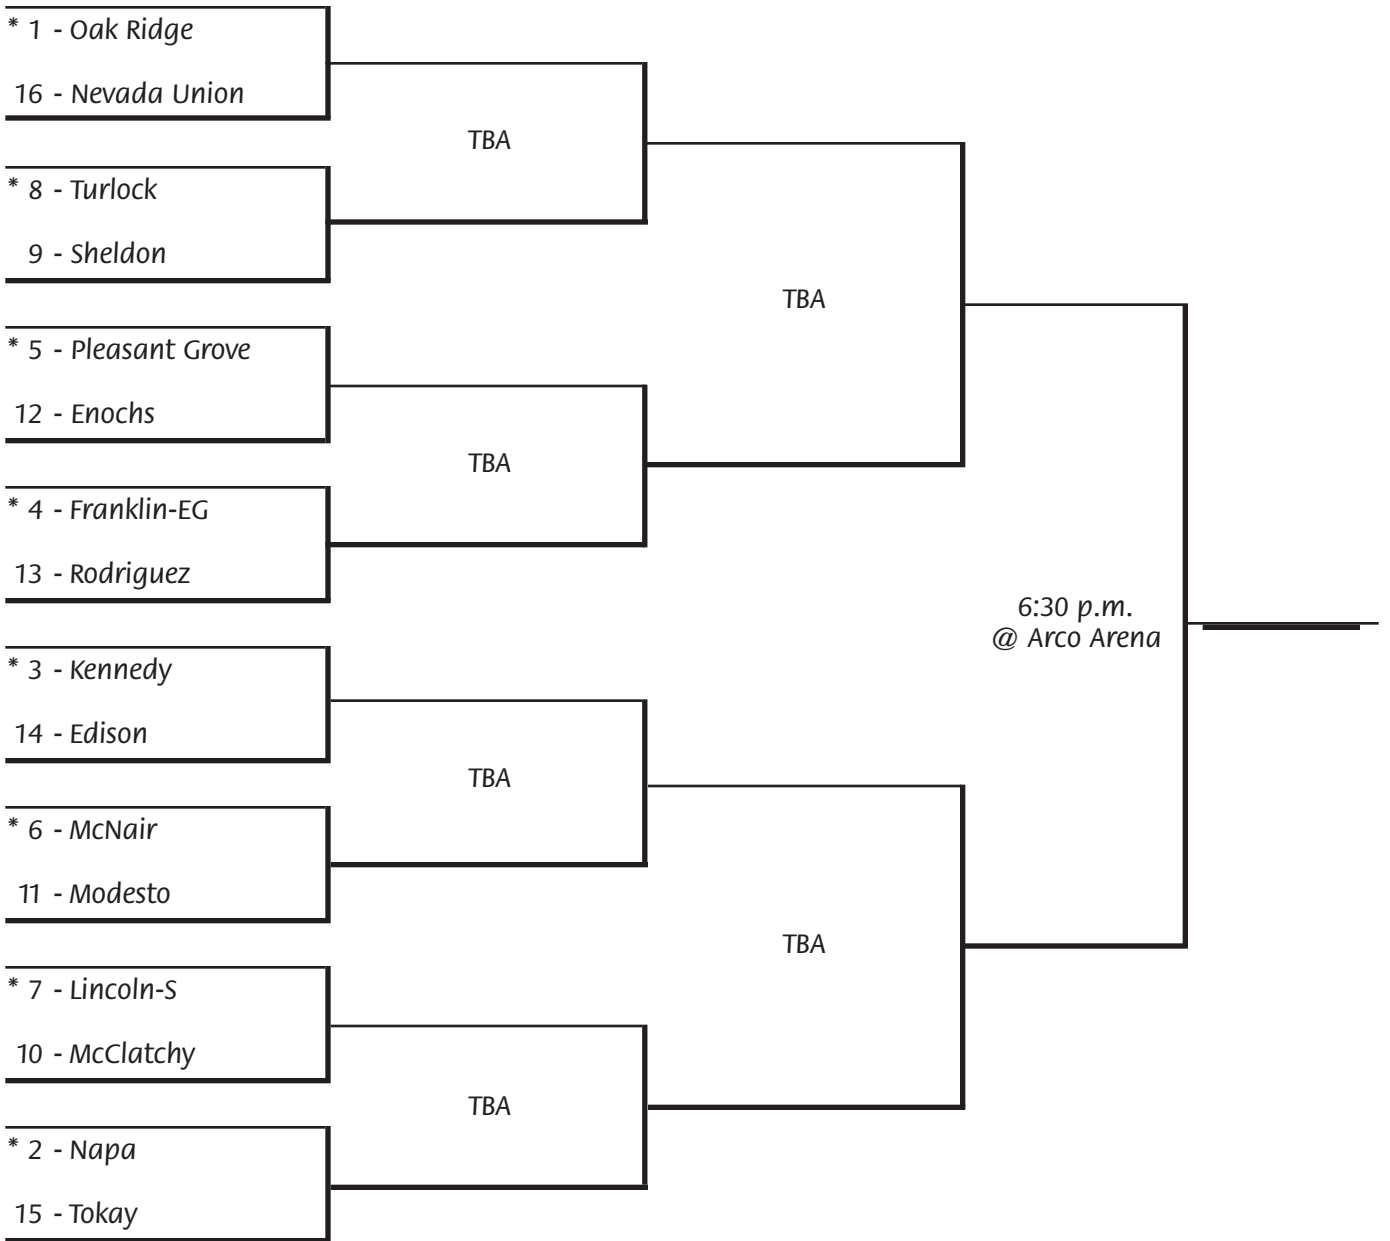 * 1 - Oak Ridge
16 - Nevada Union
TBA
* 8 - Turlock
9 - Sheldon
TBA
* 5 - Pleasant Grove
12 - Enochs
TBA
* 4 - Franklin-EG
13 - Rodriguez
6:30 p.m.
@ Arco Arena
* 3 - Kennedy
14 - Edison
TBA
* 6 - McNair
11 - Modesto
TBA
* 7 - Lincoln-S
10 - McClatchy
TBA
* 2 - Napa
15 - Tokay